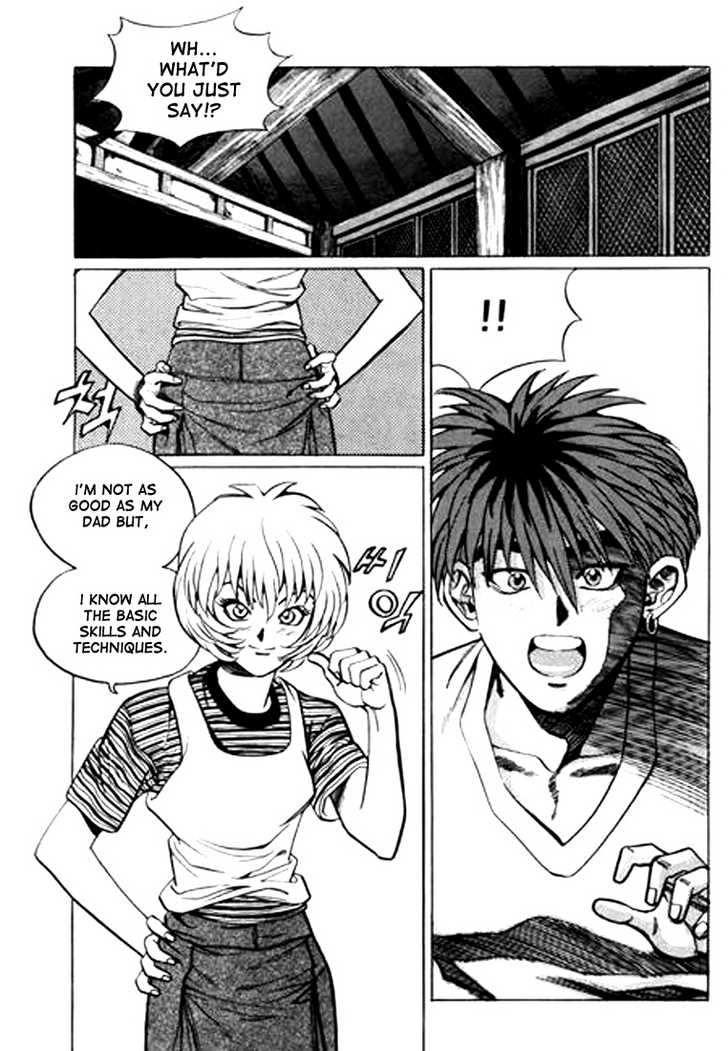 WH...
WHAT'D
YOU JUST
SAY!?
!!
I'M NOT AS
GOOD AS MY
DAD BUT,
I KNOW ALL
THE BASIC
SKILLS AND
TECHNIQUES.